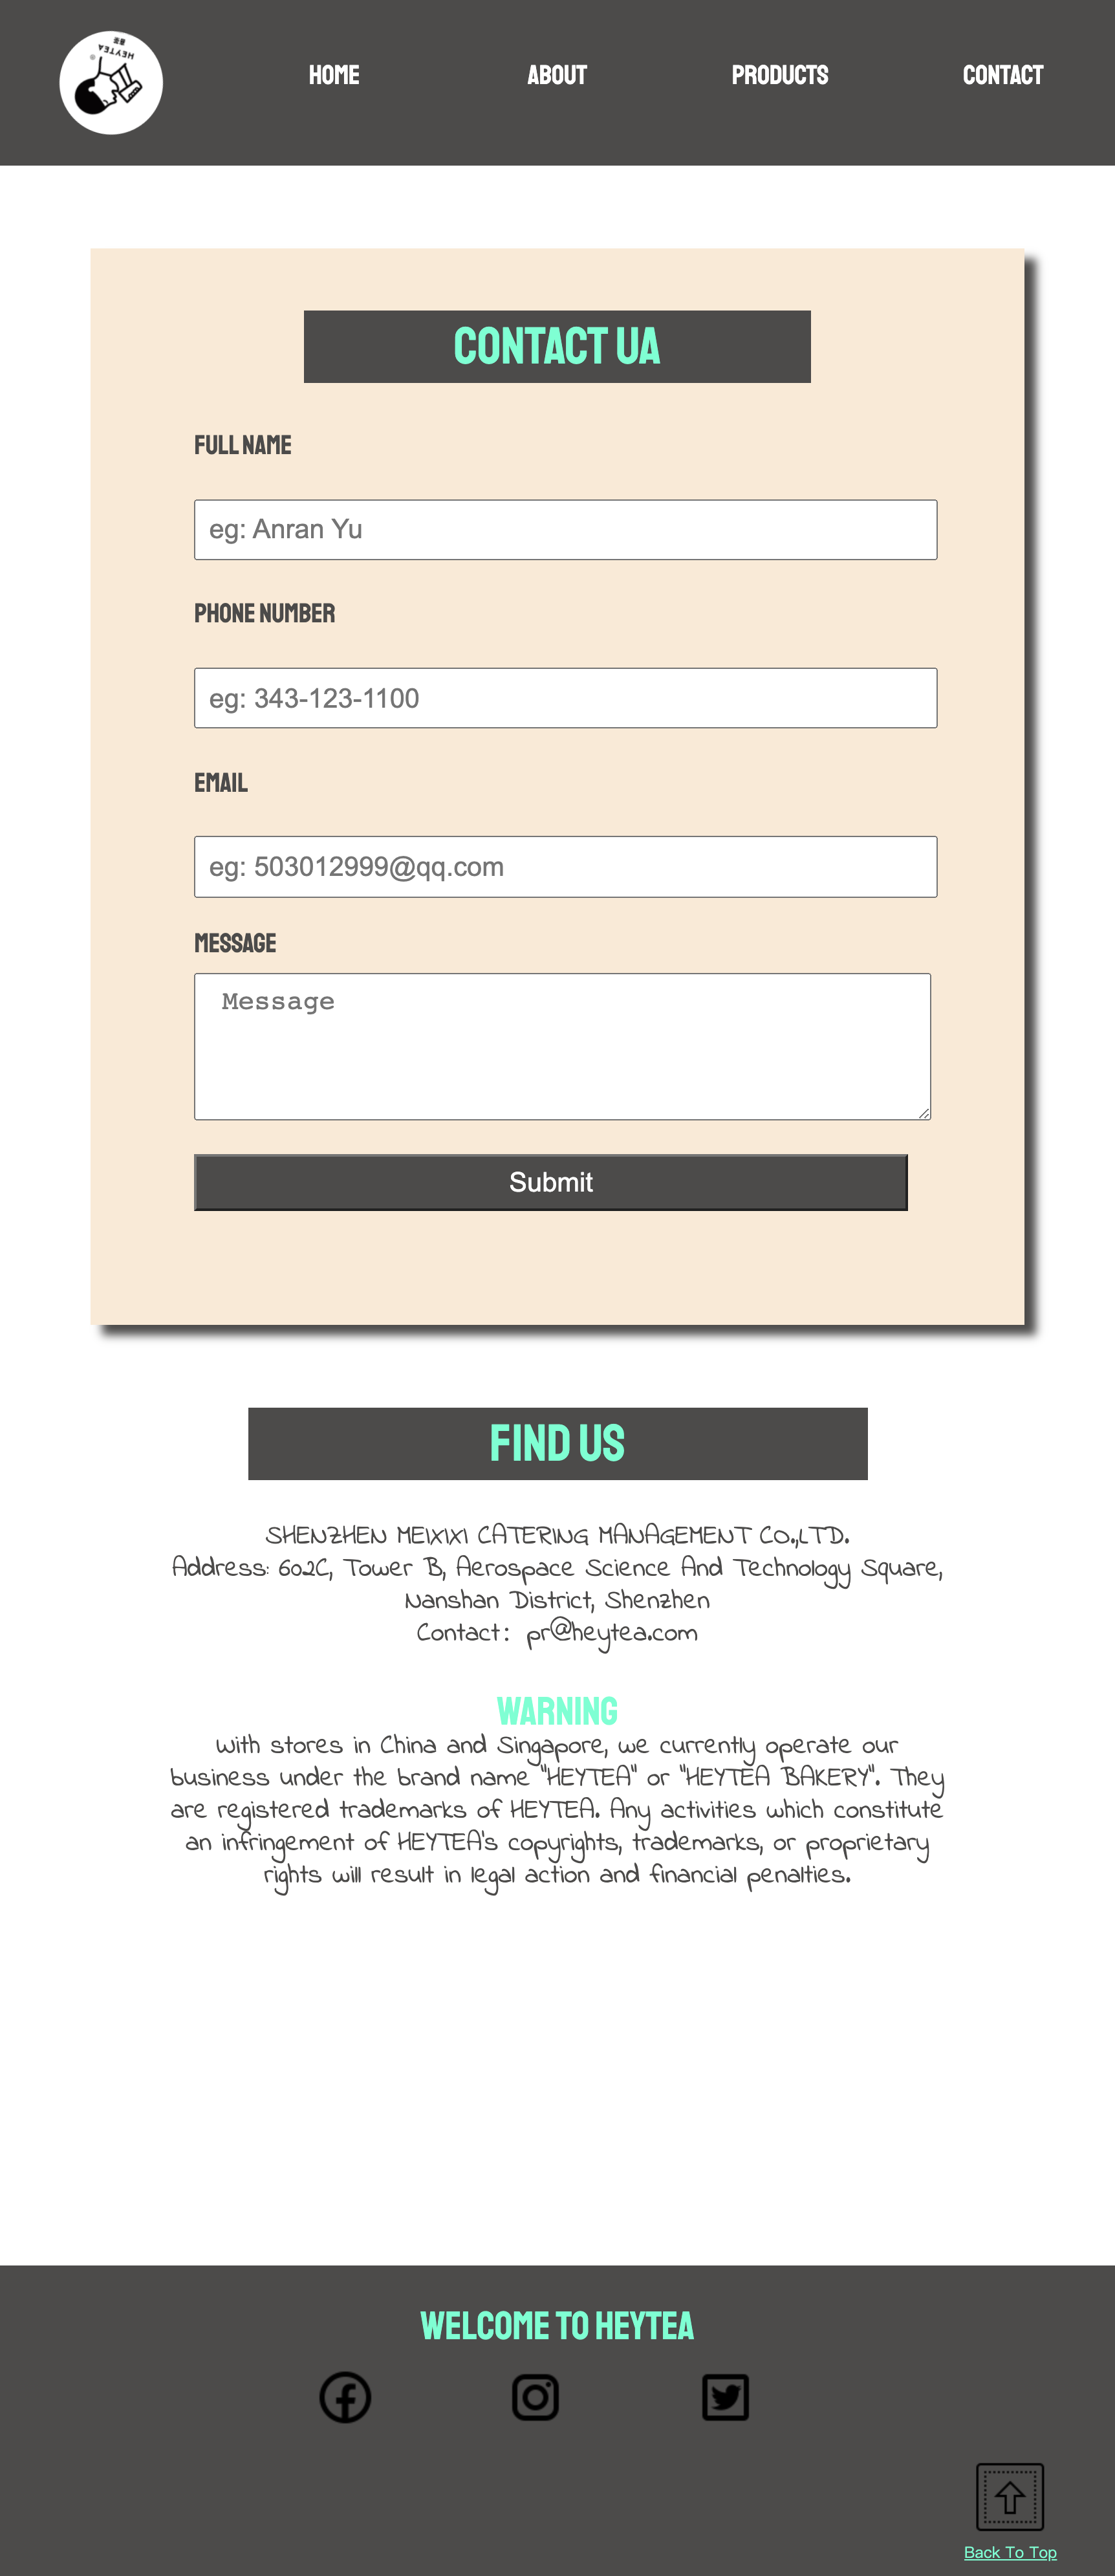 HEYTEA
喜茶
HOME
ABOUT
PRODUCTS
CONTACT
CONTACT UA
FULL NAME
eg: Anran Yu
PHONE NUMBER
eg: 343-123-1100
EMAIL
eg: 503012999@qq.com
MESSAGE
Message
Submit
FIND US
SHENZHEN MEIXIXI CATERING MANAGEMENT CO.,LTD.
Address: 602C, Tower B, Aerospace Science And Technology Square,
Nanshan District, Shenzhen
Contact：pr@heytea.com
WARNING
With stores in China and Singapore, we currently operate our
business under the brand name "HEYTEA" or "HEYTEA BAKERY". They
are registered trademarks of HEYTEA. Any activities which constitute
an infringement of HEYTEA's copyrights, trademarks, or proprietary
rights will result in legal action and financial penalties.
WELCOME TO HEYTEA
Back To Top